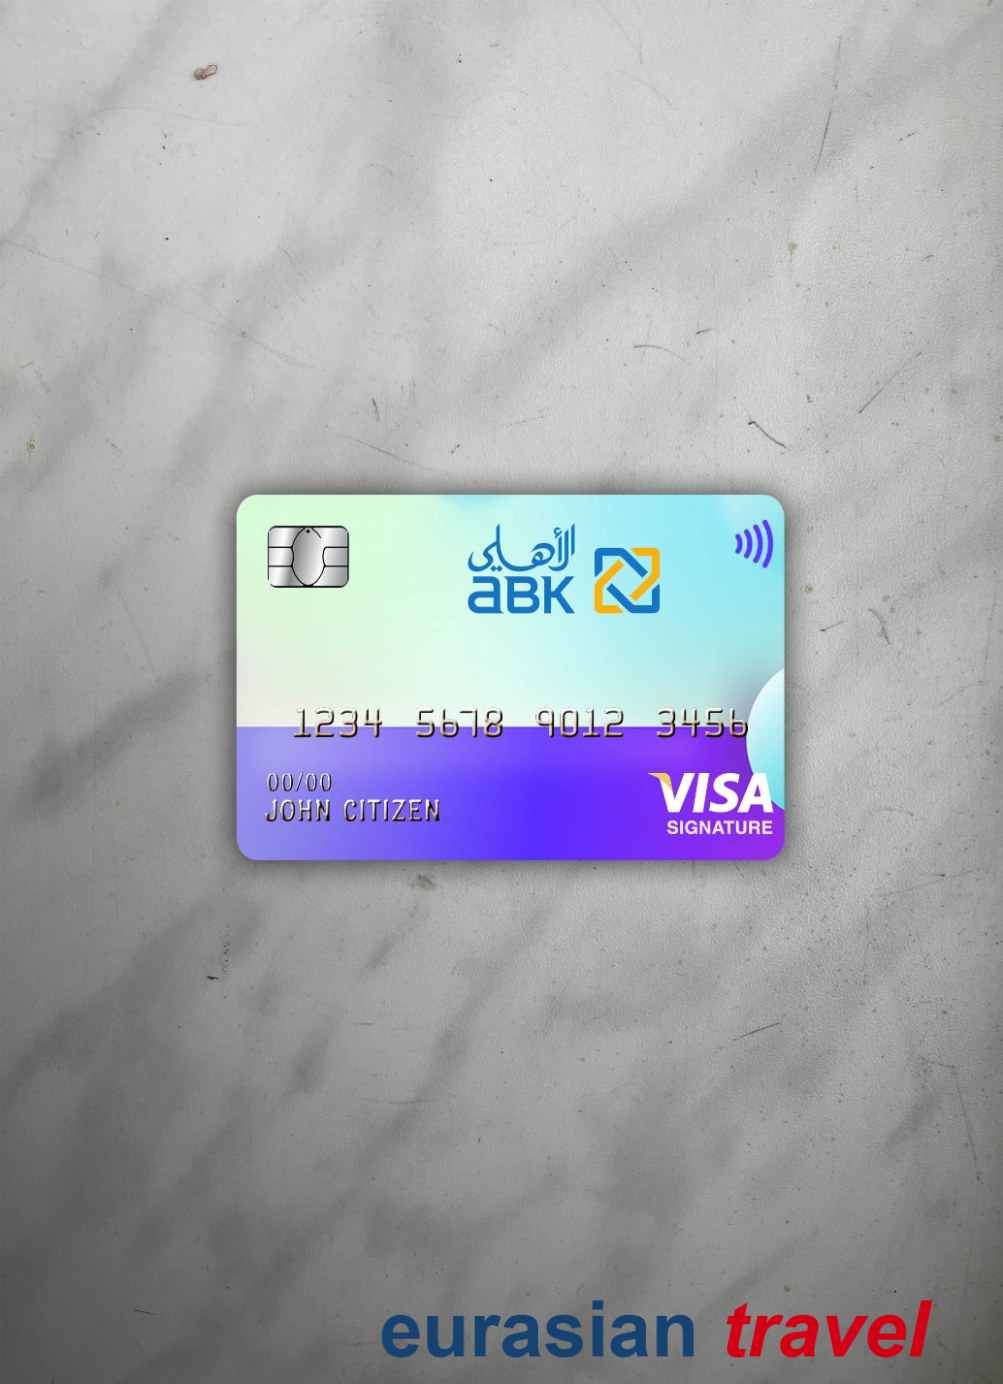 الأهلي
ABK
1234 5678 9012 3456
00/00
JOHN CITIZEN
VISA
SIGNATURE
eurasian travel